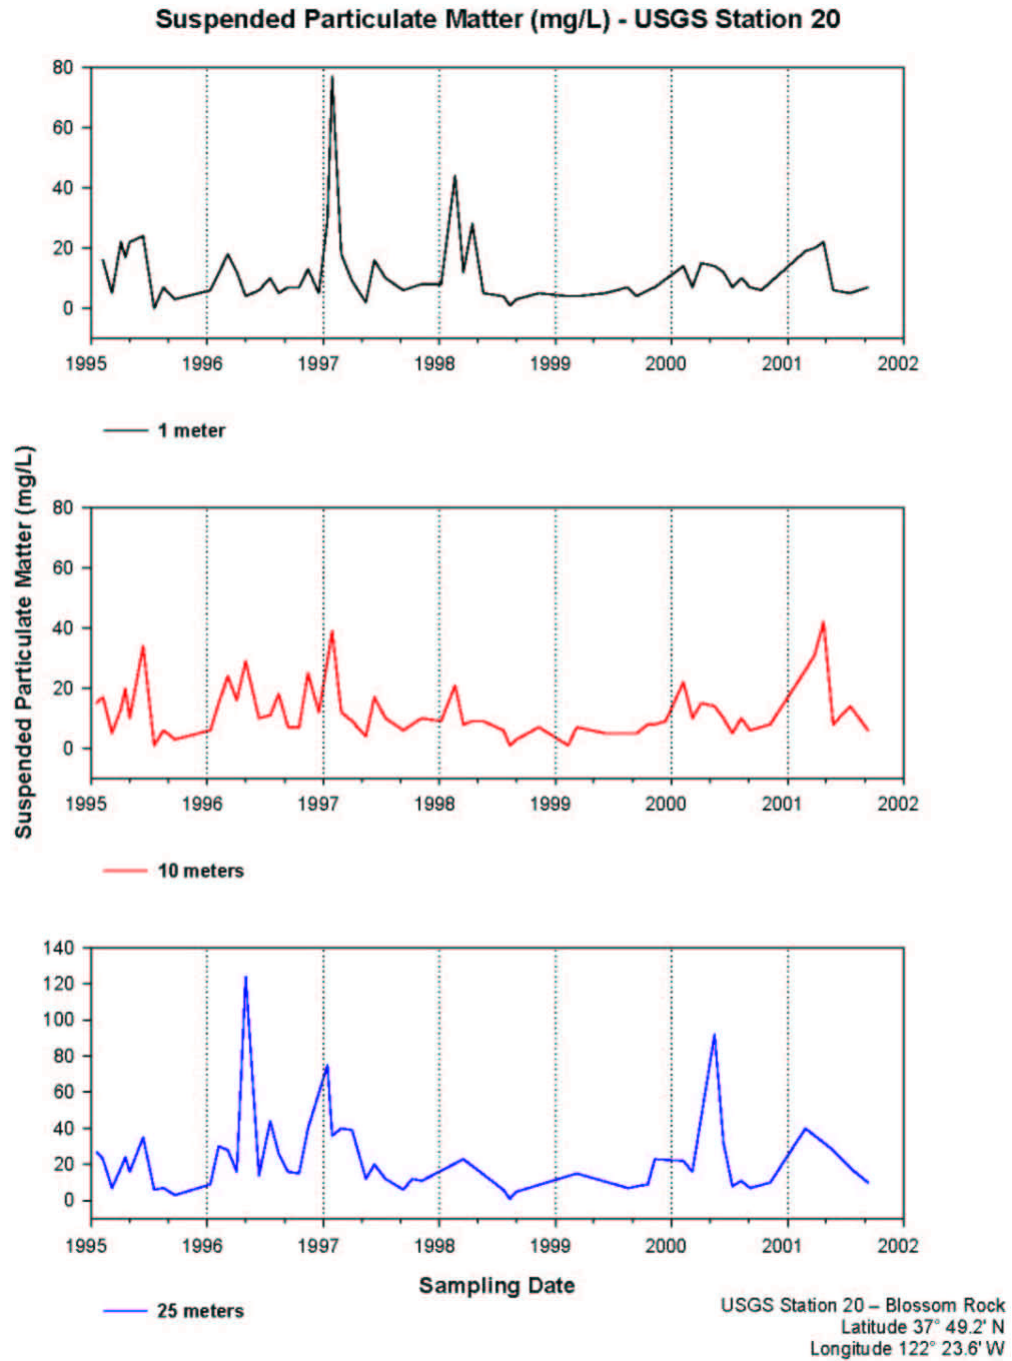 Suspended Particulate Matter (mg/L) - USGS Station 20
80
60
40
20
0
1995 1996 1997 1998 1999 2000 2001 2002
1 meter
Suspended Particulate Matter (mg/L)
80
60
40
20
0
1995 1996 1997 1998 1999 2000 2001 2002
10 meters
140
120
100
80
60
40
20
0
1995 1996 1997 1998 1999 2000 2001 2002
Sampling Date
25 meters
USGS Station 20 – Blossom Rock
Latitude 37° 49.2' N
Longitude 122° 23.6' W